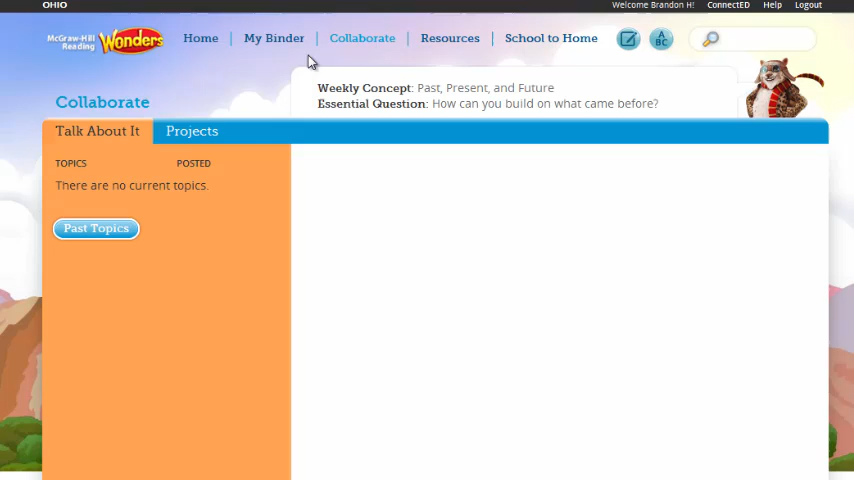 OHIO
Welcome Brandon H! ConnectED Help Logout
McGraw-Hill
Reading Wonders
Home My Binder Collaborate Resources School to Home
A
BC
Weekly Concept: Past, Present, and Future
Essential Question: How can you build on what came before?
Collaborate
Talk About It Projects
TOPICS POSTED
There are no current topics.
Past Topics